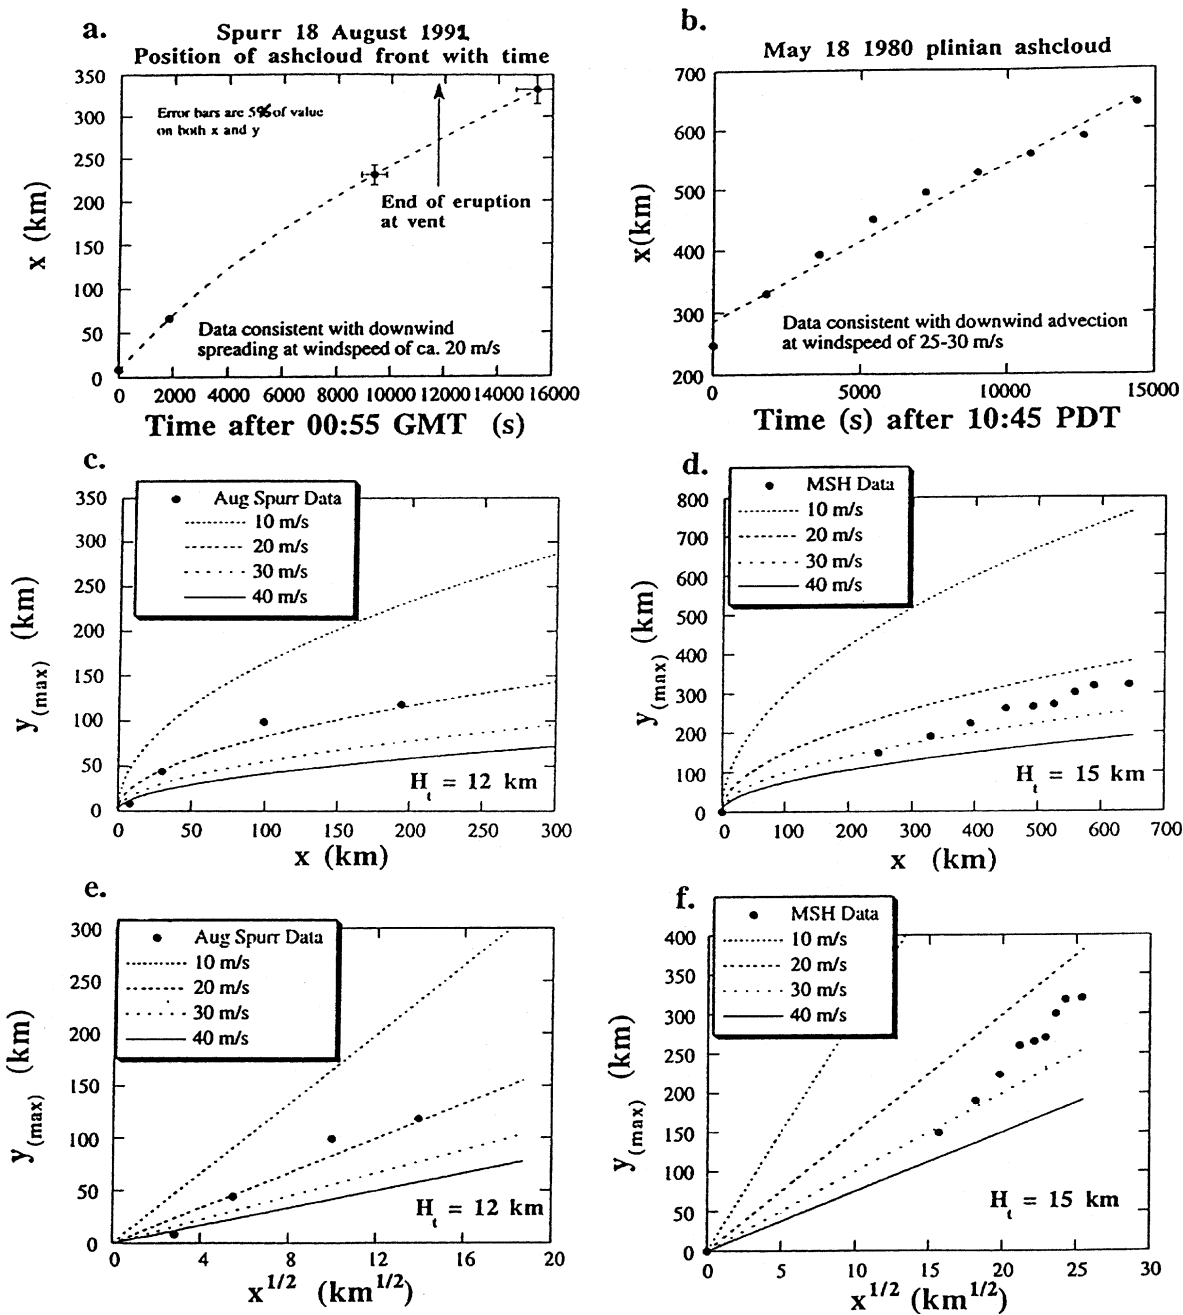 a.
Spurr 18 August 1991
Position of ashcloud front with time
350
300
250
200
150
100
50
0
x (km)
Error bars are 5% of value
on both x and y
End of eruption
at vent
Data consistent with downwind
spreading at windspeed of ca. 20 m/s
0 2000 4000 6000 8000 10000 12000 14000 16000
Time after 00:55 GMT (s)
b.
May 18 1980 plinian ashcloud
700
600
500
400
300
200
x(km)
Data consistent with downwind advection
at windspeed of 25-30 m/s
0 5000 10000 15000
Time (s) after 10:45 PDT
c.
Aug Spurr Data
10 m/s
20 m/s
30 m/s
40 m/s
350
300
250
200
150
100
50
0
y(max) (km)
Ht = 12 km
0 50 100 150 200 250 300
x (km)
d.
MSH Data
10 m/s
20 m/s
30 m/s
40 m/s
800
700
600
500
400
300
200
100
0
y(max) (km)
Ht = 15 km
0 100 200 300 400 500 600 700
x (km)
e.
Aug Spurr Data
10 m/s
20 m/s
30 m/s
40 m/s
300
250
200
150
100
50
0
y(max) (km)
Ht = 12 km
0 4 8 12 16 20
x1/2 (km1/2)
f.
MSH Data
10 m/s
20 m/s
30 m/s
40 m/s
400
350
300
250
200
150
100
50
0
y(max) (km)
Ht = 15 km
0 5 10 15 20 25 30
x1/2 (km1/2)